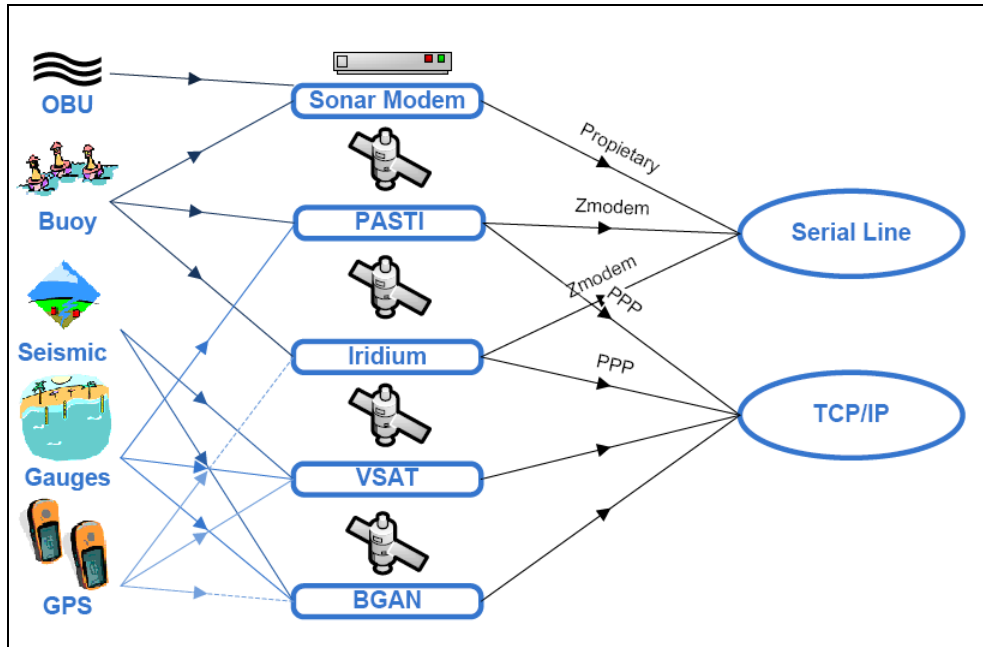 OBU
Buoy
Seismic
Gauges
GPS
Sonar Modem
PASTI
Iridium
VSAT
BGAN
Propietary
Zmodem
Zmodem
PPP
PPP
Serial Line
TCP/IP